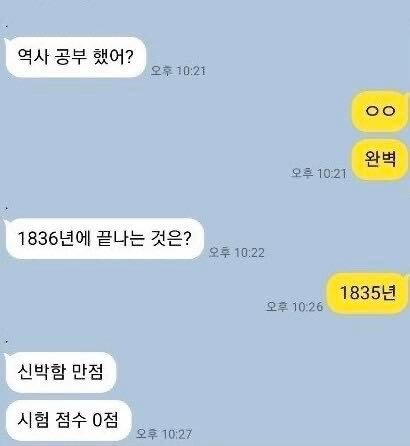 역사 공부 했어?
오후 10:21
ㅇㅇ
완벽
오후 10:21
1836년에 끝나는 것은?
오후 10:22
1835년
오후 10:26
신박함 만점
시험 점수 0점
오후 10:27